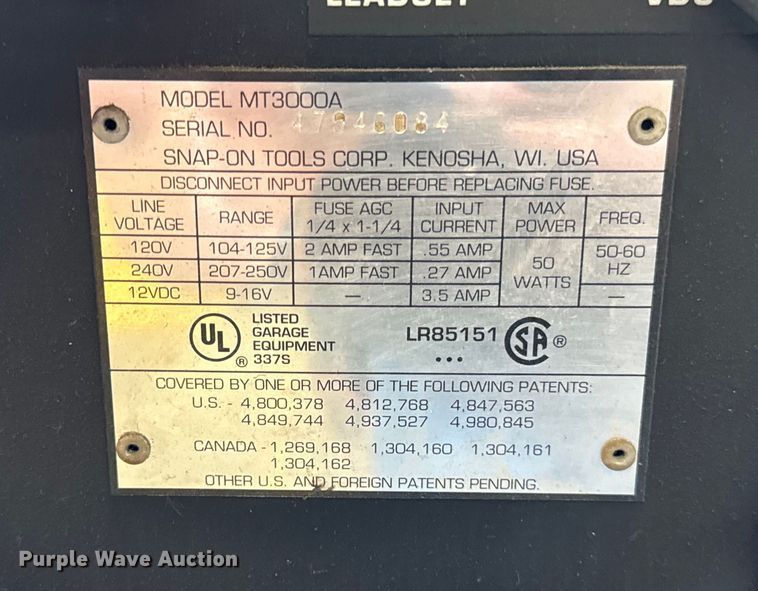 MODEL MT3000A
SERIAL NO.
SNAP-ON TOOLS CORP. KENOSHA, WI. USA
DISCONNECT INPUT POWER BEFORE REPLACING FUSE.
LINE VOLTAGE RANGE FUSE AGC 1/4 x 1-1/4 INPUT CURRENT MAX POWER FREQ.
120V 104-125V 2 AMP FAST .55 AMP 50 WATTS 50-60 HZ
240V 207-250V 1AMP FAST .27 AMP
12VDC 9-16V — 3.5 AMP —
UL ® LISTED GARAGE EQUIPMENT 337S LR85151 ••• SA ®
COVERED BY ONE OR MORE OF THE FOLLOWING PATENTS:
U.S. - 4,800,378 4,812,768 4,847,563
4,849,744 4,937,527 4,980,845
CANADA - 1,269,168 1,304,160 1,304,161
1,304,162
OTHER U.S. AND FOREIGN PATENTS PENDING.
Purple Wave Auction